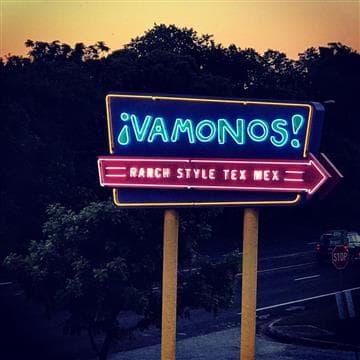 ¡VAMONOS!
RANCH STYLE TEX MEX
STOP